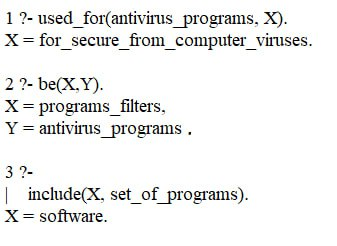 1 ?- used_for(antivirus_programs, X).
X = for_secure_from_computer_viruses.
2 ?- be(X,Y).
X = programs_filters,
Y = antivirus_programs .
3 ?-
|    include(X, set_of_programs).
X = software.